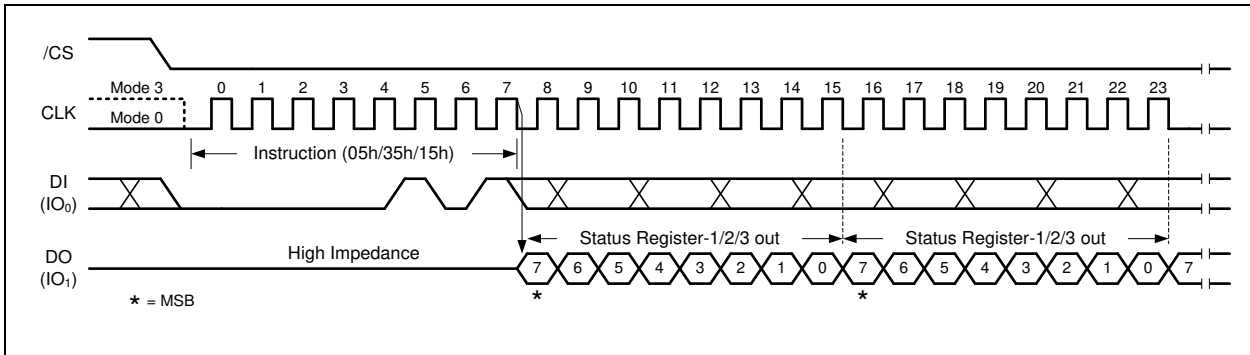 /CS
Mode 3 0 1 2 3 4 5 6 7 8 9 10 11 12 13 14 15 16 17 18 19 20 21 22 23
CLK
Mode 0
Instruction (05h/35h/15h)
DI
(IO₀)
Status Register-1/2/3 out Status Register-1/2/3 out
High Impedance
DO
7 6 5 4 3 2 1 0 7 6 5 4 3 2 1 0 7
(IO₁)
* *
* = MSB